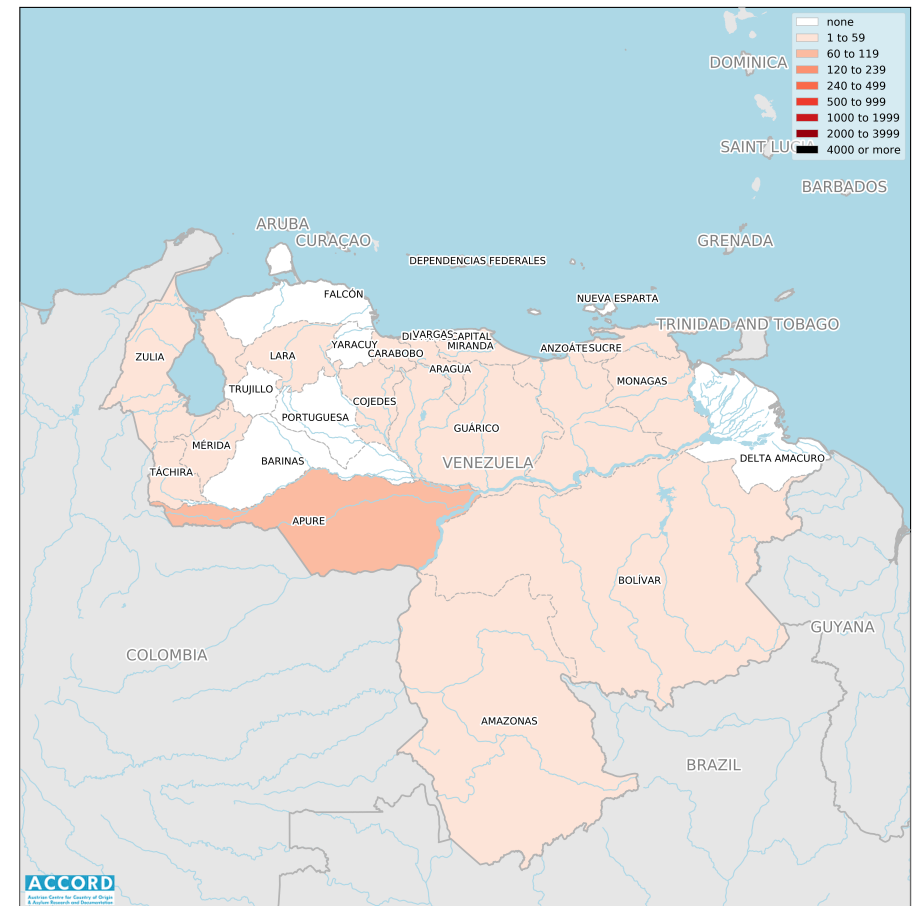 none
1 to 59
60 to 119
120 to 239
240 to 499
500 to 999
1000 to 1999
2000 to 3999
4000 or more
DOMINICA
SAINT LUCIA
BARBADOS
ARUBA
CURAÇAO
GRENADA
DEPENDENCIAS FEDERALES
FALCÓN
NUEVA ESPARTA
TRINIDAD AND TOBAGO
VARGAS
CAPITAL
YARACUY
CARABOBO
MIRANDA
ANZOÁTE
SUCRE
ZULIA
LARA
ARAGUA
TRUJILLO
MONAGAS
COJEDES
PORTUGUESA
GUÁRICO
MÉRIDA
BARINAS
VENEZUELA
DELTA AMACURO
TÁCHIRA
APURE
BOLÍVAR
GUYANA
COLOMBIA
AMAZONAS
BRAZIL
ACCORD
Austrian Centre for Country of Origin
& Asylum Research and Documentation